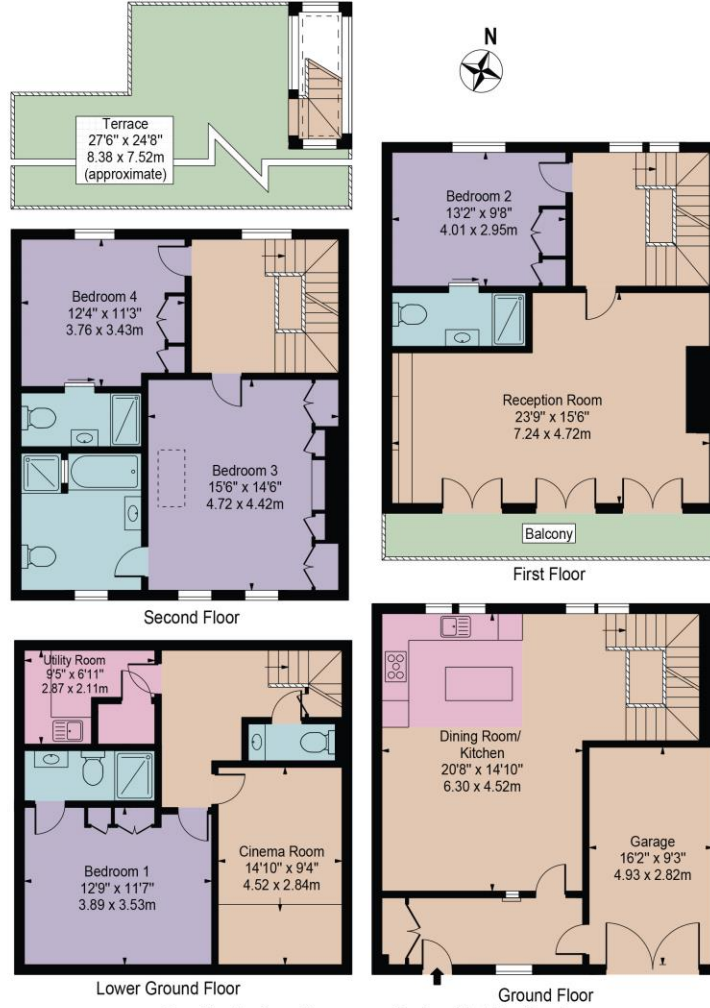 N
Terrace
27'6" x 24'8"
8.38 x 7.52m
(approximate)
Bedroom 2
13'2" x 9'8"
4.01 x 2.95m
Bedroom 4
12'4" x 11'3"
3.76 x 3.43m
Reception Room
23'9" x 15'6"
7.24 x 4.72m
Bedroom 3
15'6" x 14'6"
4.72 x 4.42m
Balcony
First Floor
Second Floor
Utility Room
9'5" x 6'11"
2.87 x 2.11m
Dining Room/
Kitchen
20'8" x 14'10"
6.30 x 4.52m
Cinema Room
14'10" x 9'4"
4.52 x 2.84m
Garage
16'2" x 9'3"
4.93 x 2.82m
Bedroom 1
12'9" x 11'7"
3.89 x 3.53m
Lower Ground Floor
Ground Floor